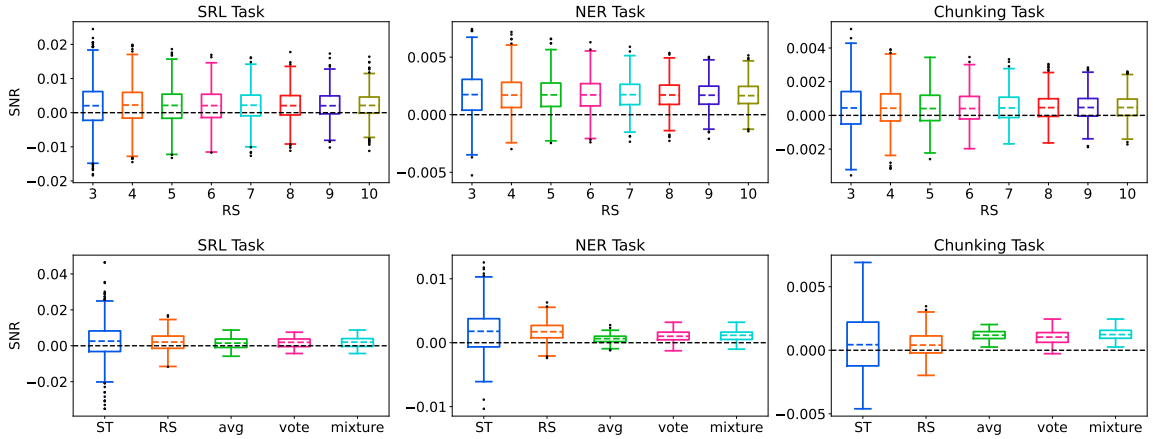 SRL Task
NER Task
Chunking Task
SNR
0.02
0.01
0.00
−0.01
−0.02
3 4 5 6 7 8 9 10
RS
0.005
0.000
−0.005
3 4 5 6 7 8 9 10
RS
0.004
0.002
0.000
−0.002
3 4 5 6 7 8 9 10
RS
SRL Task
NER Task
Chunking Task
SNR
0.04
0.02
0.00
−0.02
ST RS avg vote mixture
0.01
0.00
−0.01
ST RS avg vote mixture
0.005
0.000
−0.005
ST RS avg vote mixture